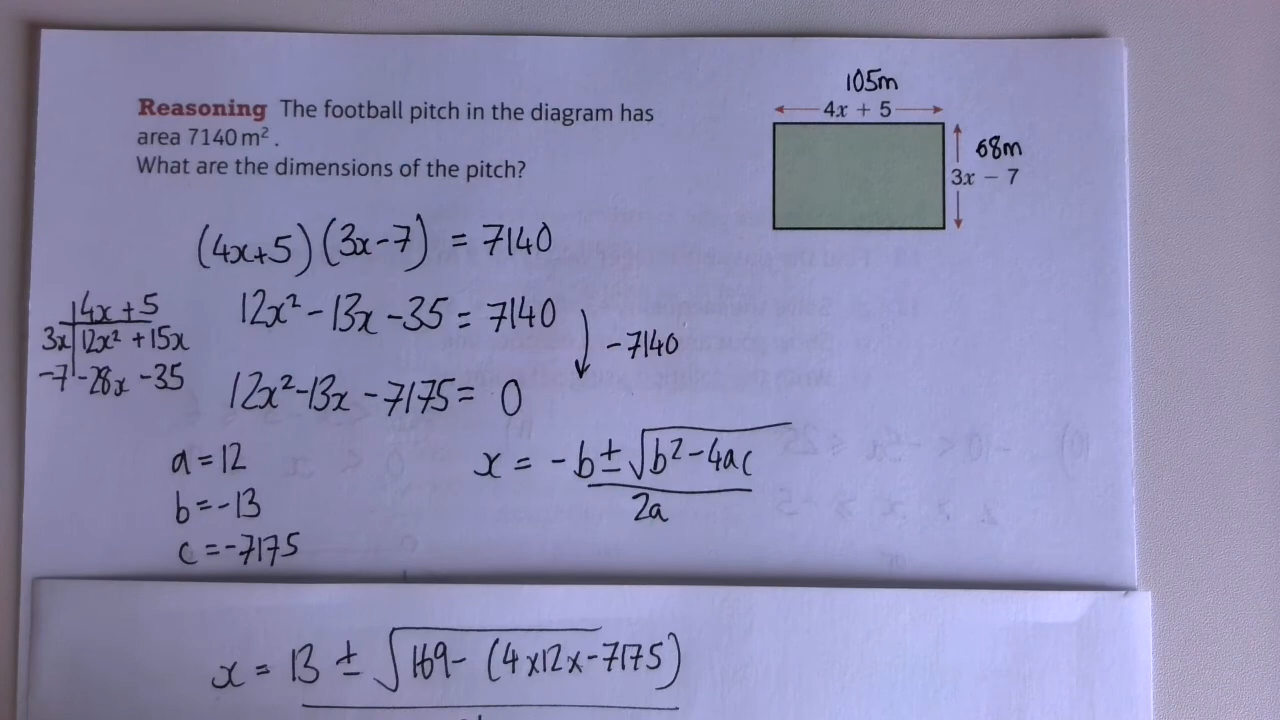 Reasoning The football pitch in the diagram has
area 7140 m².
What are the dimensions of the pitch?
105m
4x + 5
68m
3x − 7
(4x+5)(3x−7) = 7140
12x² − 13x − 35 = 7140
−7140
4x + 5
3x 12x² + 15x
−7 −28x −35
12x² − 13x − 7175 = 0
a = 12
b = −13
c = −7175
x = −b ± √b² − 4ac
2a
x = 13 ± √169 − (4x12x−7175)